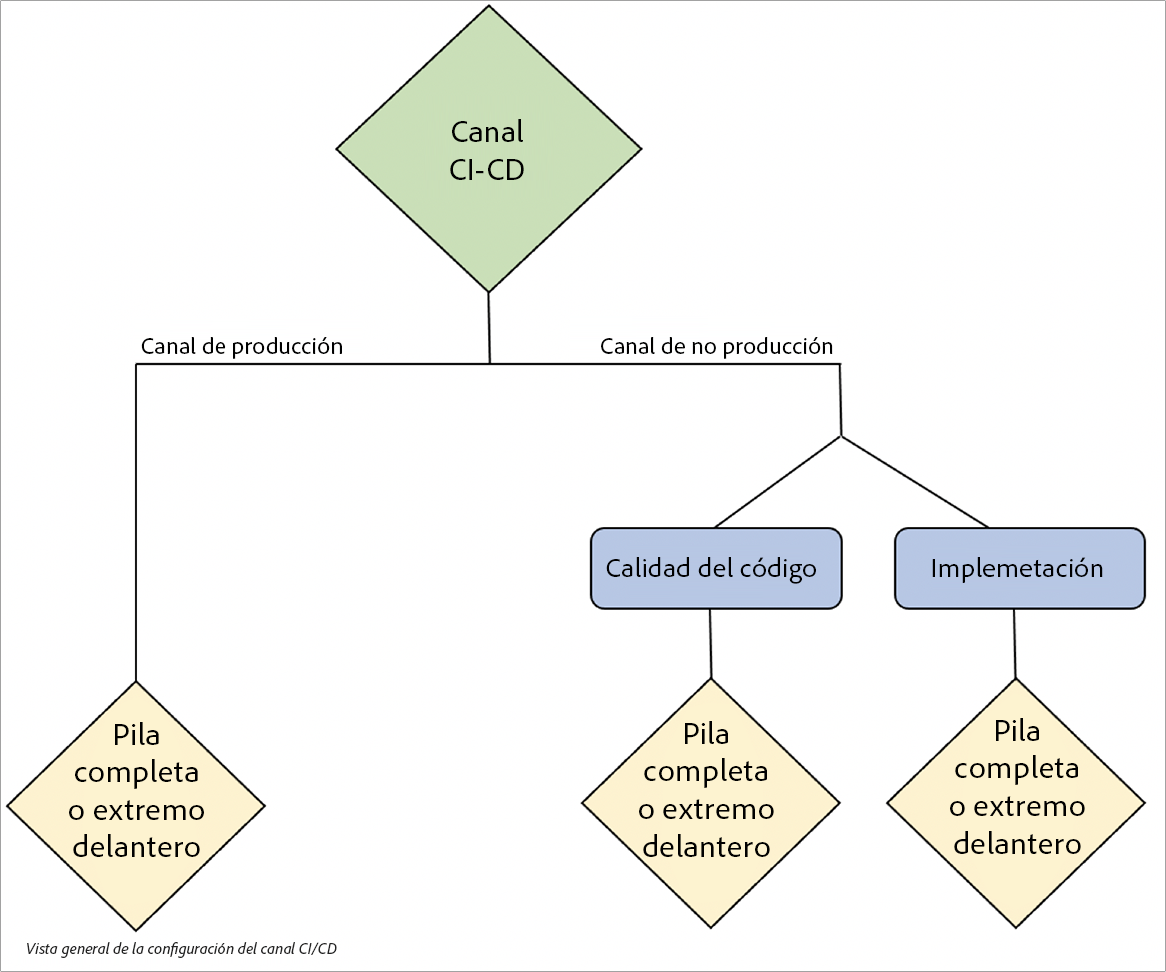 Canal
CI-CD
Canal de producción
Canal de no producción
Calidad del código
Implemetación
Pila
completa
o extremo
delantero
Pila
completa
o extremo
delantero
Pila
completa
o extremo
delantero
Vista general de la configuración del canal CI/CD